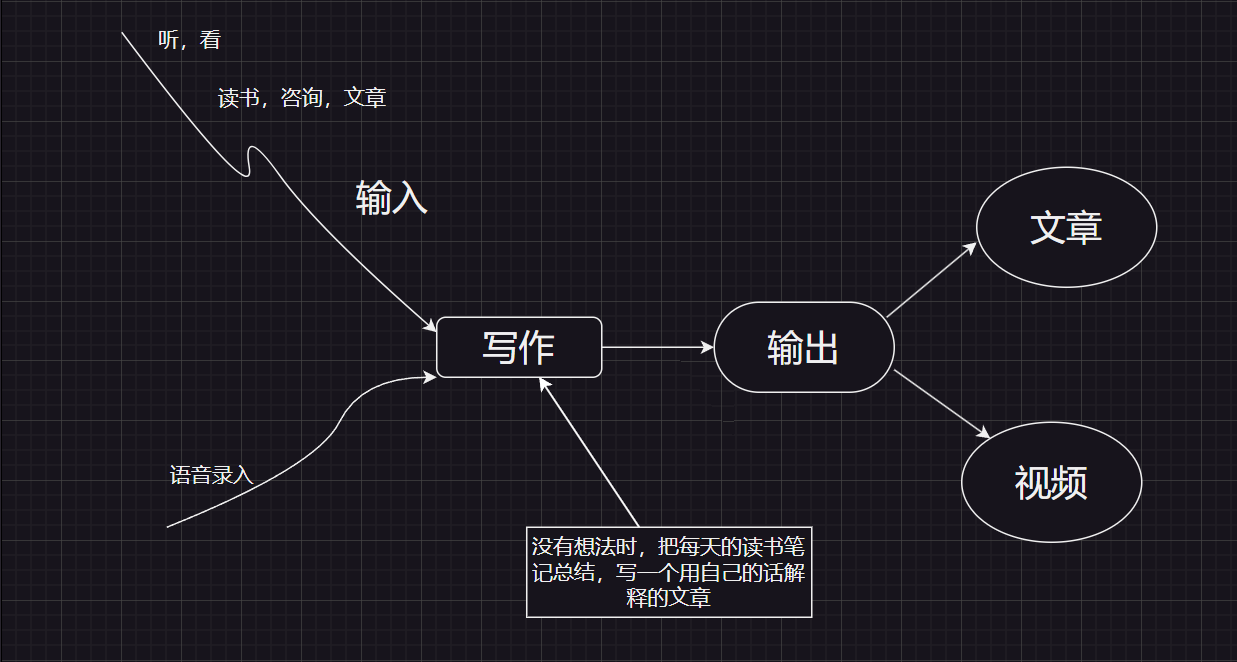 听，看
读书，咨询，文章
输入
文章
写作
输出
语音录入
视频
没有想法时，把每天的读书笔
记总结，写一个用自己的话解
释的文章